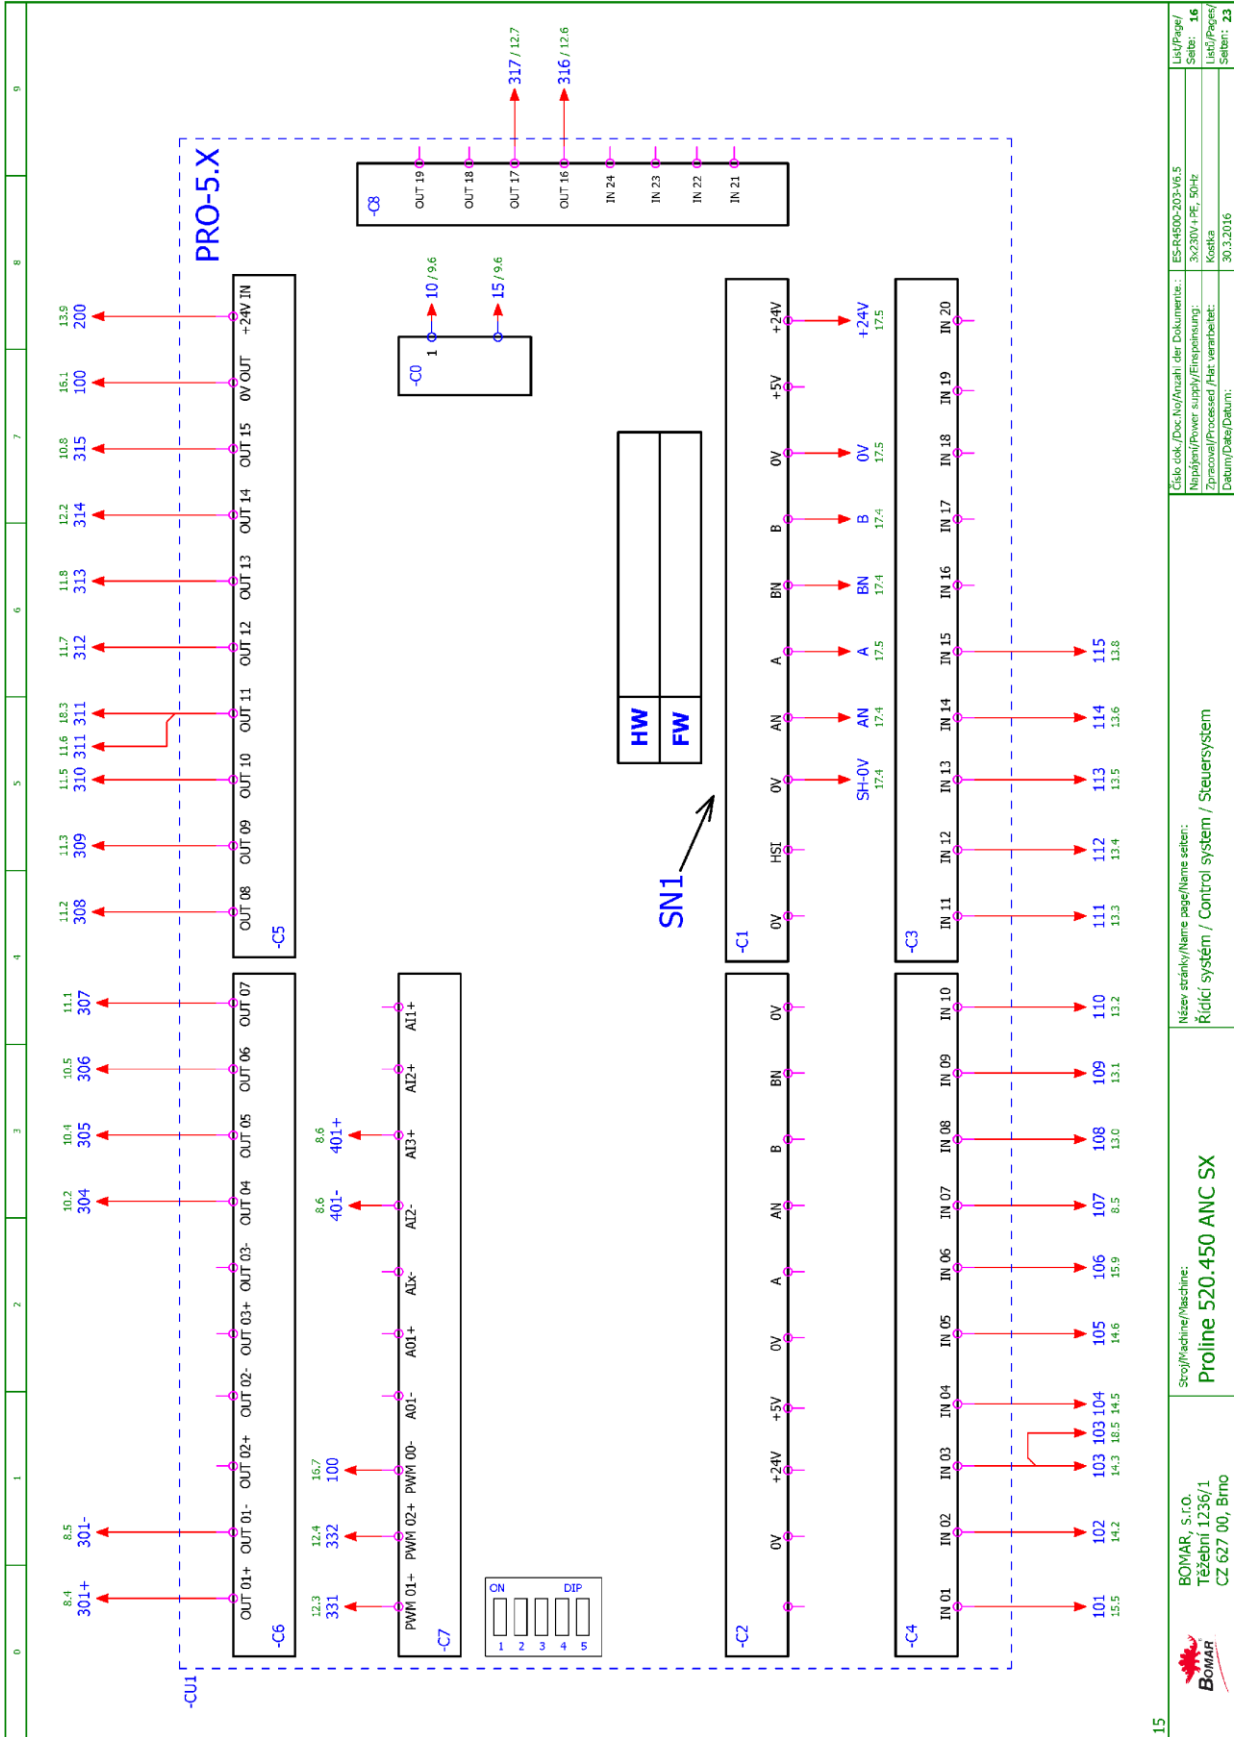 0 1 2 3 4 5 6 7 8 9
-CU1
PRO-5.X
8.4 8.5 10.2 10.4 10.5 11.1 11.2 11.3 11.5 11.6 18.3 11.7 11.8 12.2 10.8 16.1 13.9
301+ 301- 304 305 306 307 308 309 310 311 311 312 313 314 315 100 200
OUT 01+ OUT 01- OUT 02+ OUT 02- OUT 03+ OUT 03- OUT 04 OUT 05 OUT 06 OUT 07
-C6
OUT 08 OUT 09 OUT 10 OUT 11 OUT 12 OUT 13 OUT 14 OUT 15 0V OUT +24V IN
-C5
12.3 12.4 16.7 8.6 8.6
331 332 100 401- 401+
PWM 01+ PWM 02+ PWM 00- A01- A01+ AIx- AI2- AI3+ AI2+ AI1+
-C7
-C0
1
10 / 9.6
15 / 9.6
-C8
OUT 19
OUT 18
OUT 17
OUT 16
IN 24
IN 23
IN 22
IN 21
317 / 12.7
316 / 12.6
ON DIP
1 2 3 4 5
HW
FW
SN1
0V +24V +5V 0V A AN B BN 0V
-C2
0V HSI 0V AN A BN B 0V +5V +24V
-C1
SH-0V AN A BN B 0V +24V
17.4 17.4 17.5 17.4 17.4 17.5 17.5
IN 01 IN 02 IN 03 IN 04 IN 05 IN 06 IN 07 IN 08 IN 09 IN 10
-C4
IN 11 IN 12 IN 13 IN 14 IN 15 IN 16 IN 17 IN 18 IN 19 IN 20
-C3
101 102 103 103 104 105 106 107 108 109 110 111 112 113 114 115
15.5 14.2 14.3 18.5 14.5 14.6 15.9 8.5 13.0 13.1 13.2 13.3 13.4 13.5 13.6 13.8
15
BOMAR
BOMAR, s.r.o.
Těžební 1236/1
CZ 627 00, Brno
Stroj/Machine/Maschine:
Proline 520.450 ANC SX
Název stránky/Name page/Name seiten:
Řídící systém / Control system / Steuersystem
Číslo dok./Doc.No/Anzahl der Dokumente.: ES-R4500-203-V6.5
Napájení/Power supply/Einspeinsung: 3x230V+PE, 50Hz
Zpracoval/Processed /Hat verarbeitet: Kostka
Datum/Date/Datum: 30.3.2016
List/Page/
Seite: 16
Listů/Pages/
Seiten: 23